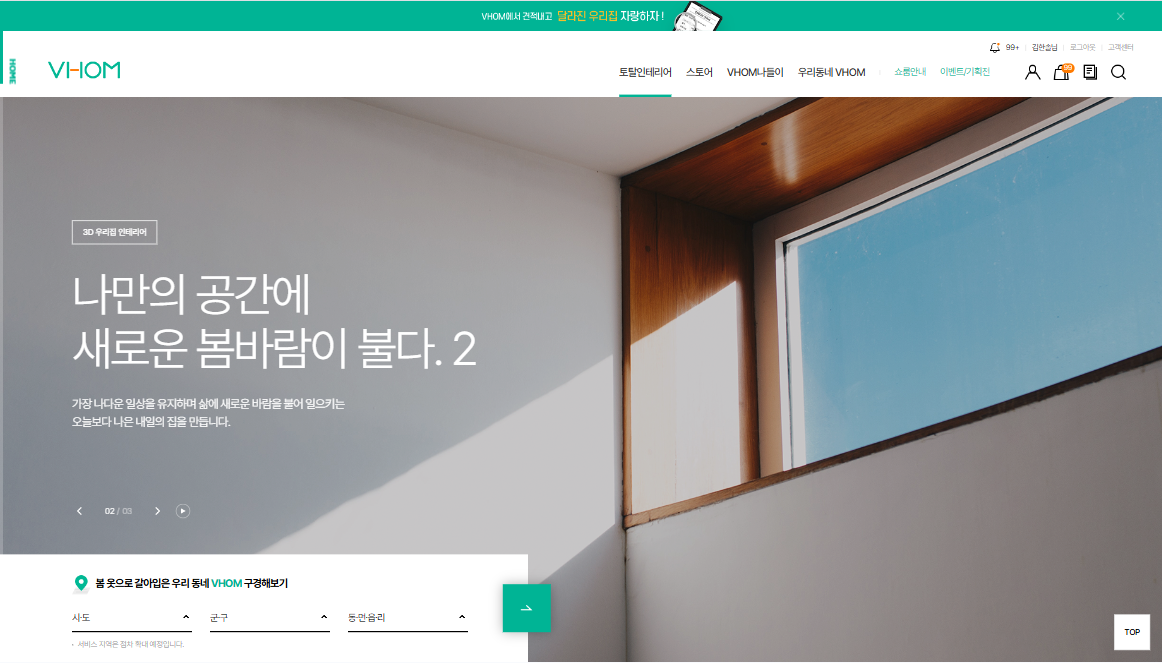 VHOM에서 견적내고 달라진 우리집 자랑하자 !
HOME
VHOM
99+ 김한솔님 로그아웃 고객센터
토탈인테리어 스토어 VHOM나들이 우리동네 VHOM 쇼룸안내 이벤트/기획전
99
3D 우리집 인테리어
나만의 공간에
새로운 봄바람이 불다. 2
가장 나다운 일상을 유지하며 삶에 새로운 바람을 불어 일으키는
오늘보다 나은 내일의 집을 만듭니다.
02 / 03
봄 옷으로 갈아입은 우리 동네 VHOM 구경해보기
사·도 군·구 동·면·읍·리
· 서비스 지역은 점차 확대 예정입니다.
TOP